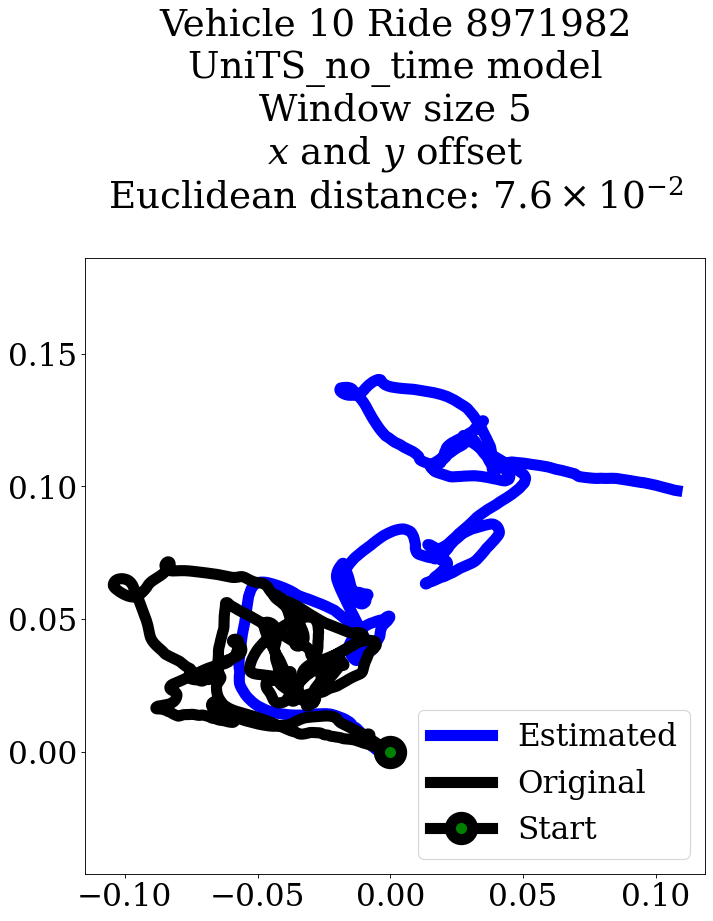 Vehicle 10 Ride 8971982
UniTS_no_time model
Window size 5
x and y offset
Euclidean distance: 7.6 × 10⁻²
0.15
0.10
0.05
0.00
Estimated
Original
Start
−0.10 −0.05 0.00 0.05 0.10